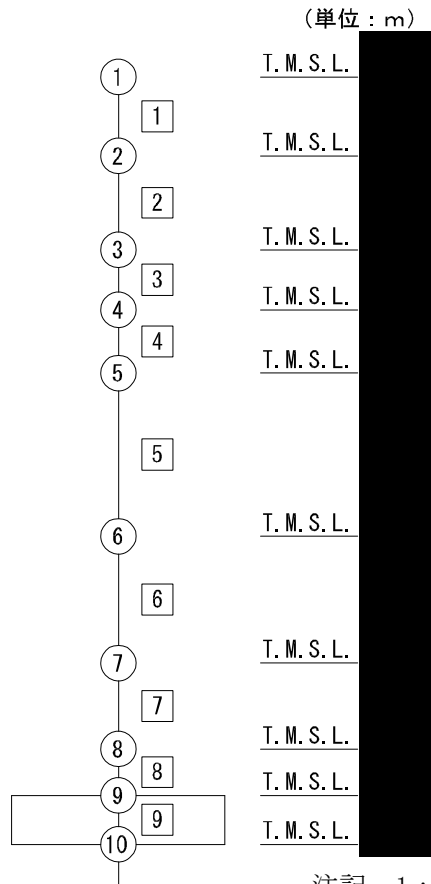 （単位：m）
① T.M.S.L.
1
② T.M.S.L.
2
③ T.M.S.L.
3
④ T.M.S.L.
4
⑤ T.M.S.L.
5
⑥ T.M.S.L.
6
⑦ T.M.S.L.
7
⑧ T.M.S.L.
8
⑨ T.M.S.L.
9
⑩ T.M.S.L.